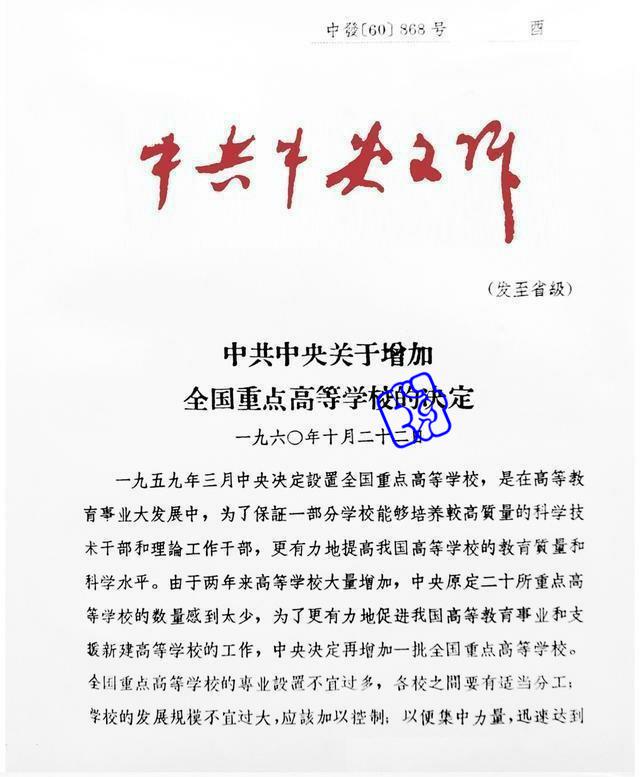 中發〔60〕868号 酉
中共中央文件
(发至省級)
中共中央关于增加
全国重点高等学校的决定
一九六〇年十月二十二日
一九五九年三月中央决定設置全国重点高等学校，是在高等教
育事业大发展中，为了保証一部分学校能够培养較高質量的科学技
术干部和理論工作干部，更有力地提高我国高等学校的教育質量和
科学水平。由于两年来高等学校大量增加，中央原定二十所重点高
等学校的数量感到太少，为了更有力地促进我国高等教育事业和支
援新建高等学校的工作，中央决定再增加一批全国重点高等学校。
全国重点高等学校的專业設置不宜过多，各校之間要有适当分工；
学校的发展規模不宜过大，应該加以控制；以便集中力量，迅速达到